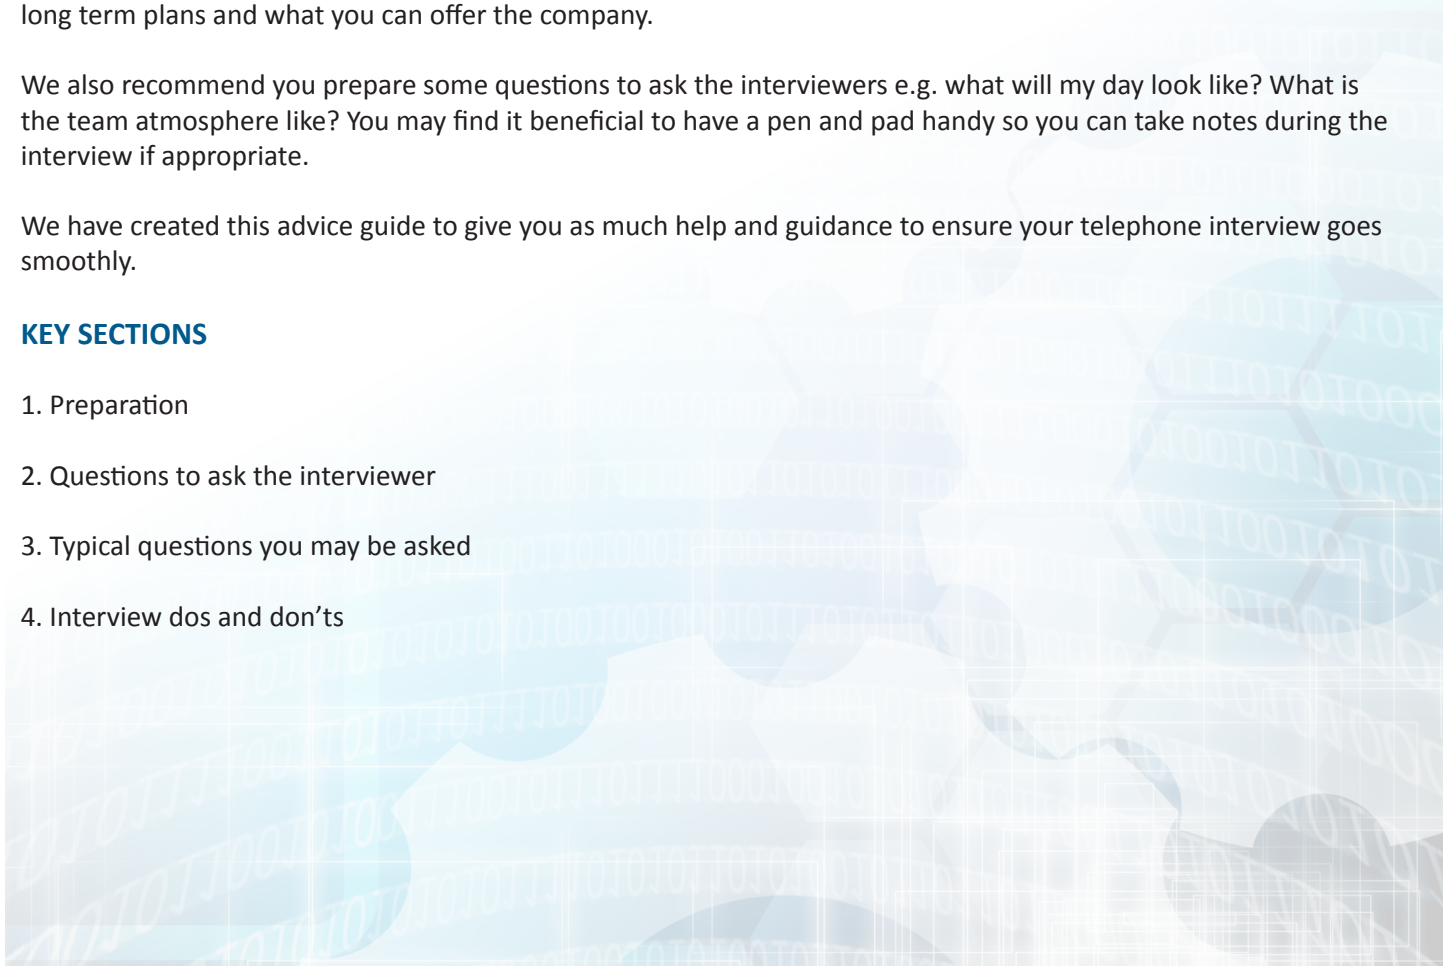 long term plans and what you can offer the company.
We also recommend you prepare some questions to ask the interviewers e.g. what will my day look like? What is
the team atmosphere like? You may find it beneficial to have a pen and pad handy so you can take notes during the
interview if appropriate.
We have created this advice guide to give you as much help and guidance to ensure your telephone interview goes
smoothly.
KEY SECTIONS
1. Preparation
2. Questions to ask the interviewer
3. Typical questions you may be asked
4. Interview dos and don’ts